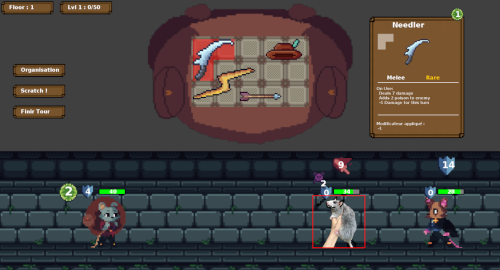 Floor : 1
Lvl 1 : 0/50
Needler
1
Organisation
Scratch !
Finir Tour
Melee
Rare
On Use:
Deals 7 damage
Adds 2 poison to enemy
-1 Damage for this turn
Modificateur appliqué :
-1
9
14
2
2
4
40
0
0